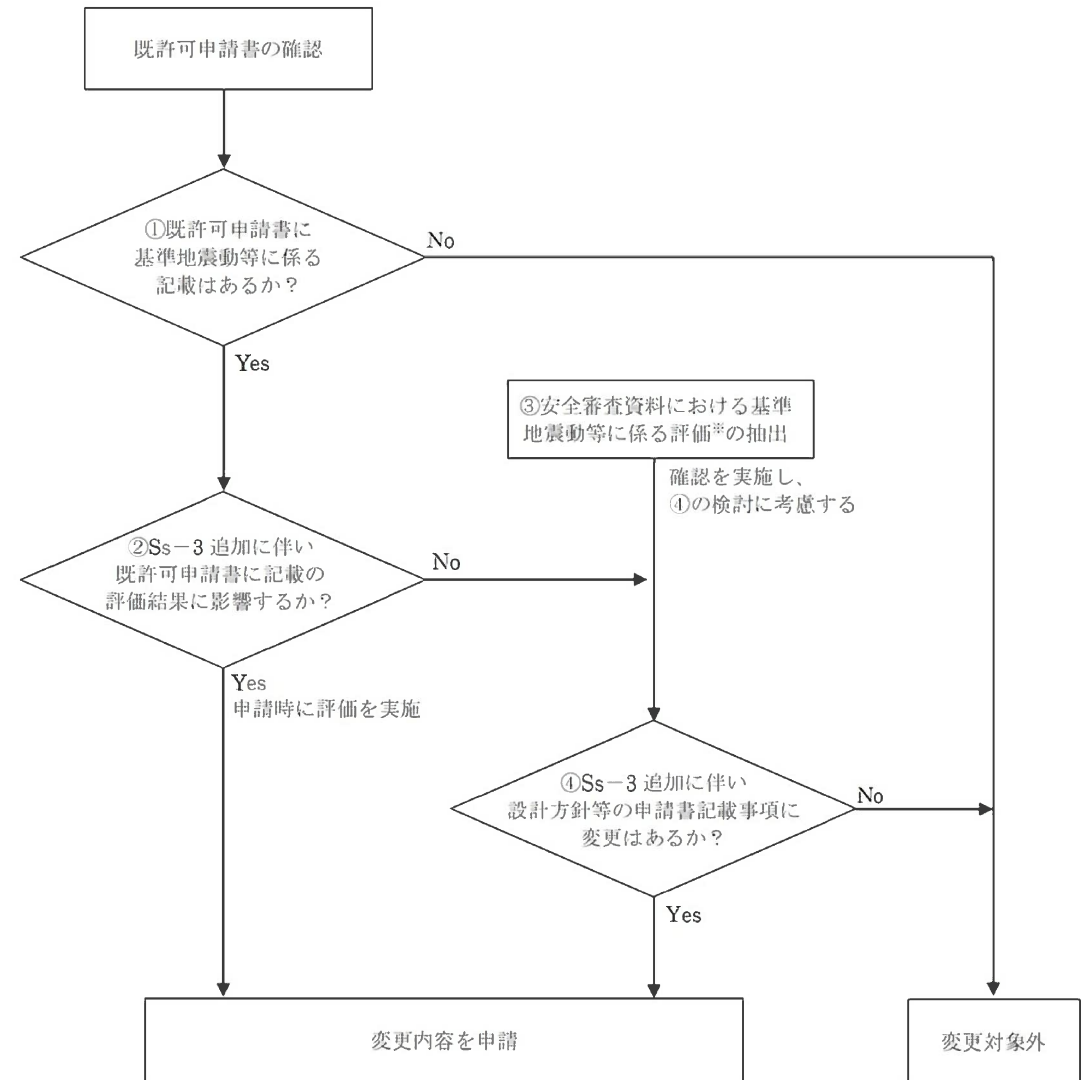 既許可申請書の確認
①既許可申請書に
基準地震動等に係る
記載はあるか？
No
Yes
③安全審査資料における基準
地震動等に係る評価※の抽出
確認を実施し、
④の検討に考慮する
②Ss－3 追加に伴い
既許可申請書に記載の
評価結果に影響するか？
No
Yes
申請時に評価を実施
④Ss－3 追加に伴い
設計方針等の申請書記載事項に
変更はあるか？
No
Yes
変更内容を申請
変更対象外